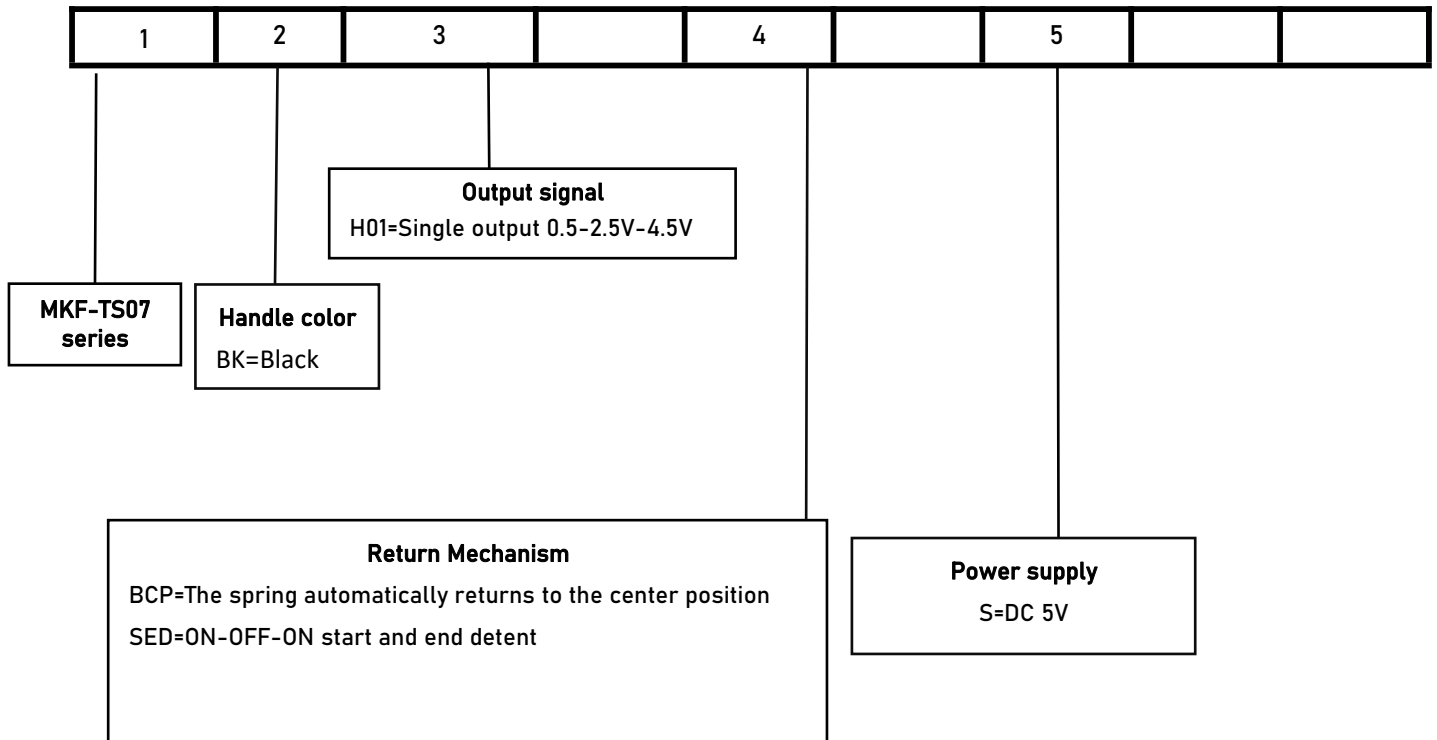 1 2 3 4 5
Output signal
H01=Single output 0.5-2.5V-4.5V
MKF-TS07
series
Handle color
BK=Black
Return Mechanism
BCP=The spring automatically returns to the center position
SED=ON-OFF-ON start and end detent
Power supply
S=DC 5V